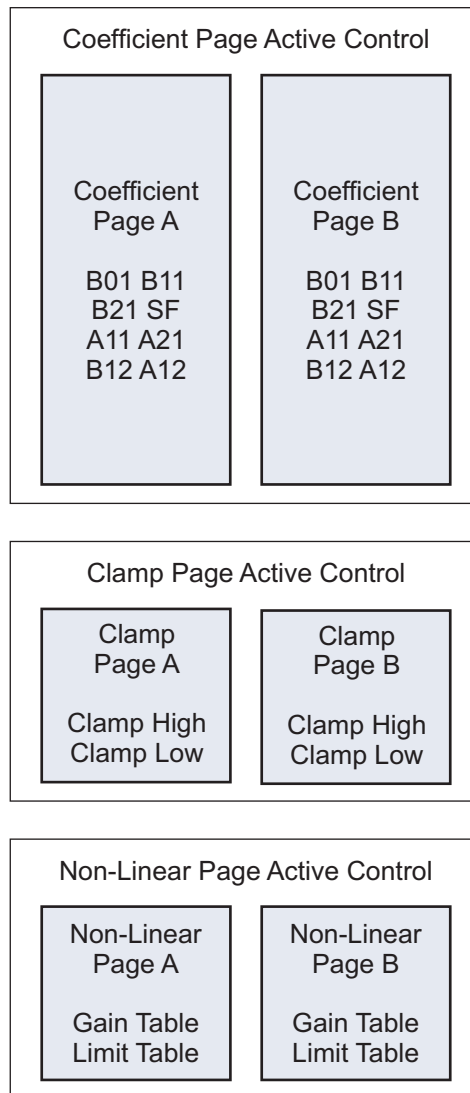 Coefficient Page Active Control
Coefficient
Page A
B01 B11
B21 SF
A11 A21
B12 A12
Coefficient
Page B
B01 B11
B21 SF
A11 A21
B12 A12
Clamp Page Active Control
Clamp
Page A
Clamp High
Clamp Low
Clamp
Page B
Clamp High
Clamp Low
Non-Linear Page Active Control
Non-Linear
Page A
Gain Table
Limit Table
Non-Linear
Page B
Gain Table
Limit Table